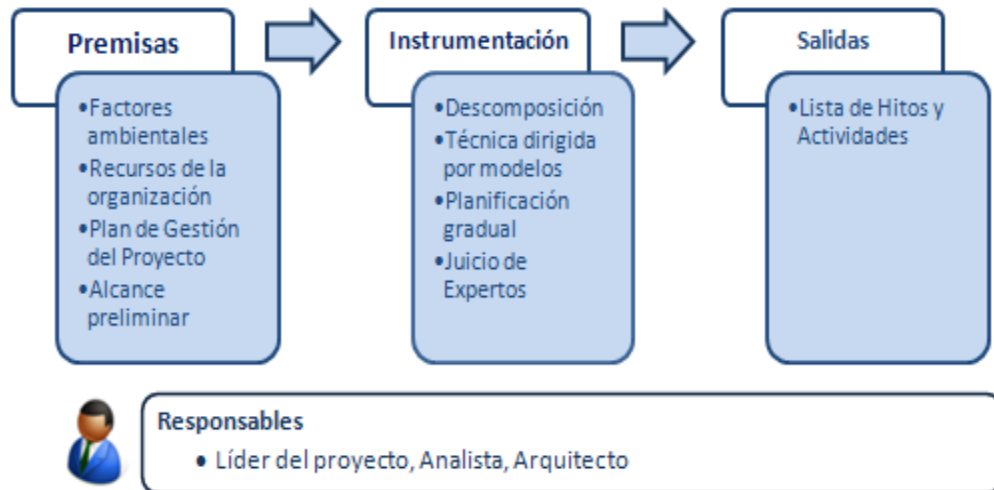 Premisas
•Factores
ambientales
•Recursos de la
organización
•Plan de Gestión
del Proyecto
•Alcance
preliminar
Instrumentación
•Descomposición
•Técnica dirigida
por modelos
•Planificación
gradual
•Juicio de
Expertos
Salidas
•Lista de Hitos y
Actividades
Responsables
• Líder del proyecto, Analista, Arquitecto